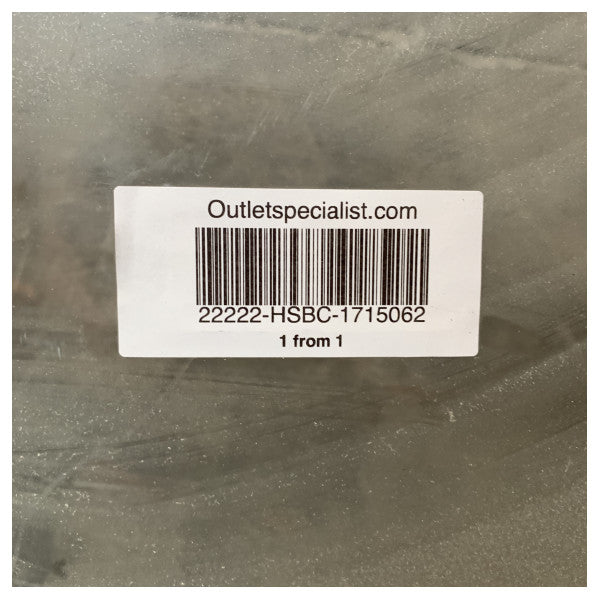 Outletspecialist.com
22222-HSBC-1715062
1 from 1